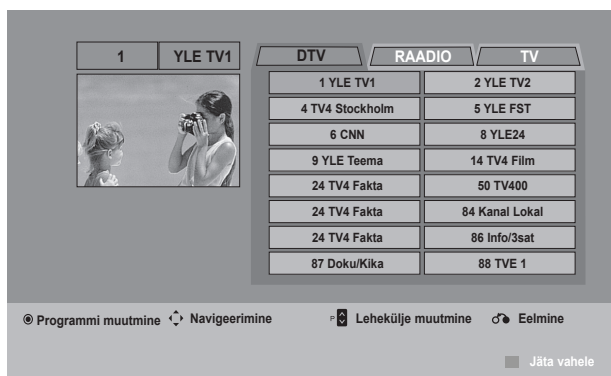 1 YLE TV1
DTV RAADIO TV
1 YLE TV1 2 YLE TV2
4 TV4 Stockholm 5 YLE FST
6 CNN 8 YLE24
9 YLE Teema 14 TV4 Film
24 TV4 Fakta 50 TV400
24 TV4 Fakta 84 Kanal Lokal
24 TV4 Fakta 86 Info/3sat
87 Doku/Kika 88 TVE 1
Programmi muutmine Navigeerimine P Lehekülje muutmine Eelmine
Jäta vahele